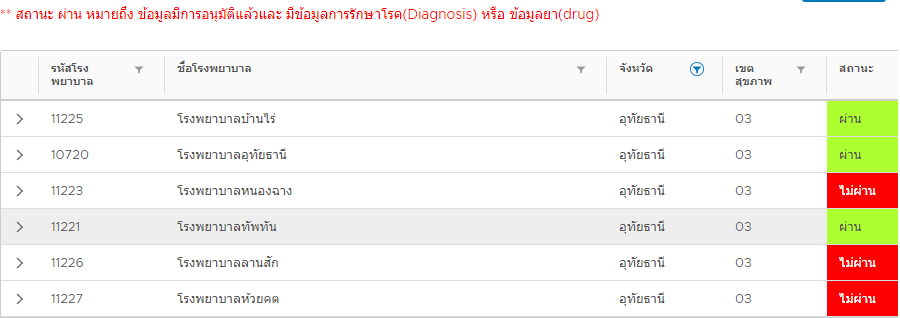 ** สถานะ ผ่าน หมายถึง ข้อมูลมีการอนุมัติแล้วและ มีข้อมูลการรักษาโรค(Diagnosis) หรือ ข้อมูลยา(drug)
รหัสโรงพยาบาล ชื่อโรงพยาบาล จังหวัด เขตสุขภาพ สถานะ
11225 โรงพยาบาลบ้านไร่ อุทัยธานี 03 ผ่าน
10720 โรงพยาบาลอุทัยธานี อุทัยธานี 03 ผ่าน
11223 โรงพยาบาลหนองฉาง อุทัยธานี 03 ไม่ผ่าน
11221 โรงพยาบาลทัพทัน อุทัยธานี 03 ผ่าน
11226 โรงพยาบาลลานสัก อุทัยธานี 03 ไม่ผ่าน
11227 โรงพยาบาลห้วยคต อุทัยธานี 03 ไม่ผ่าน